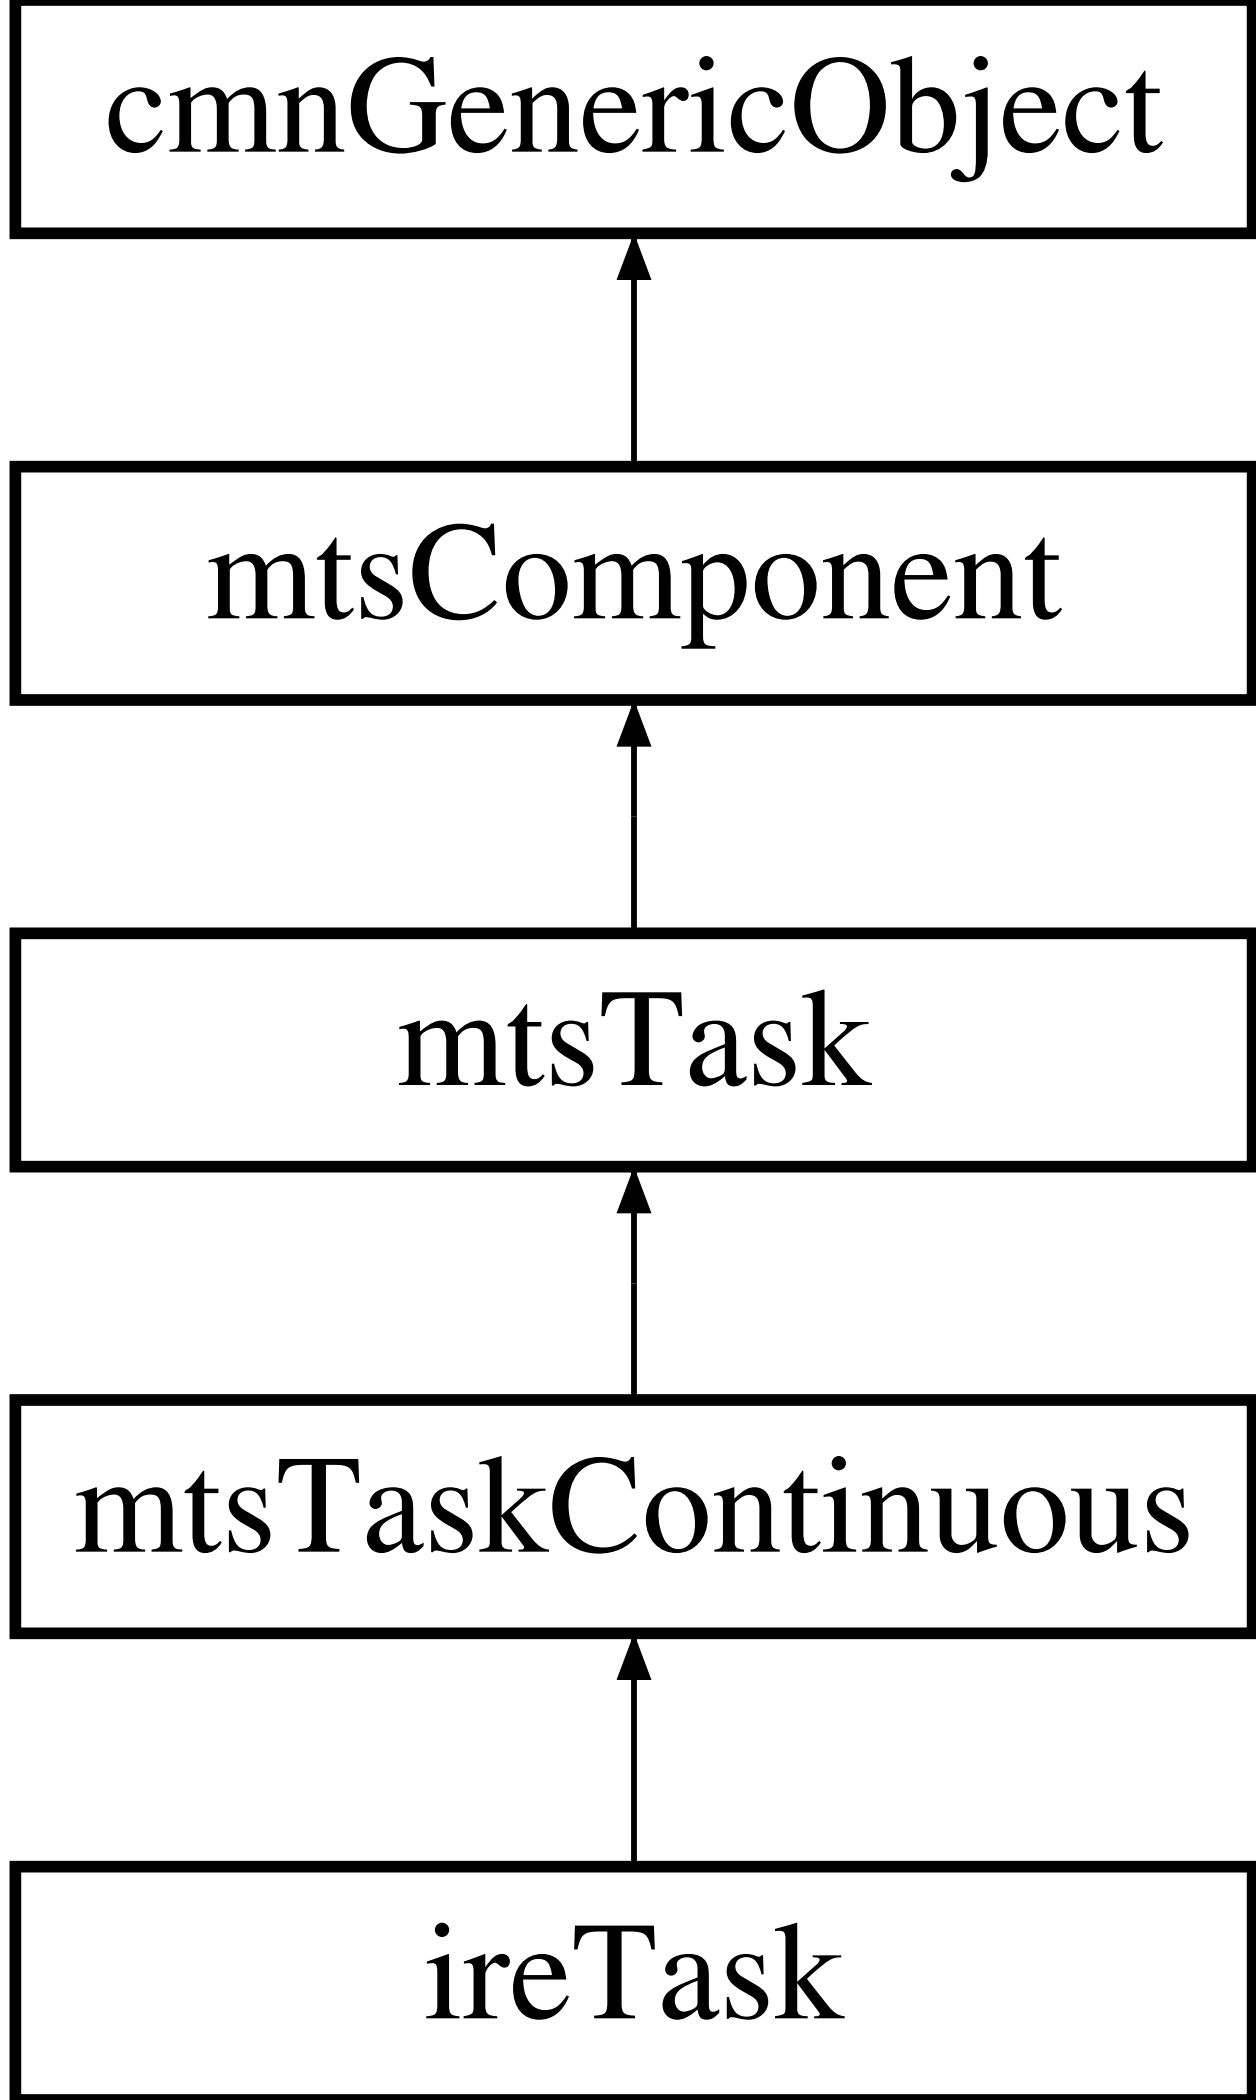 cmnGenericObject
mtsComponent
mtsTask
mtsTaskContinuous
ireTask